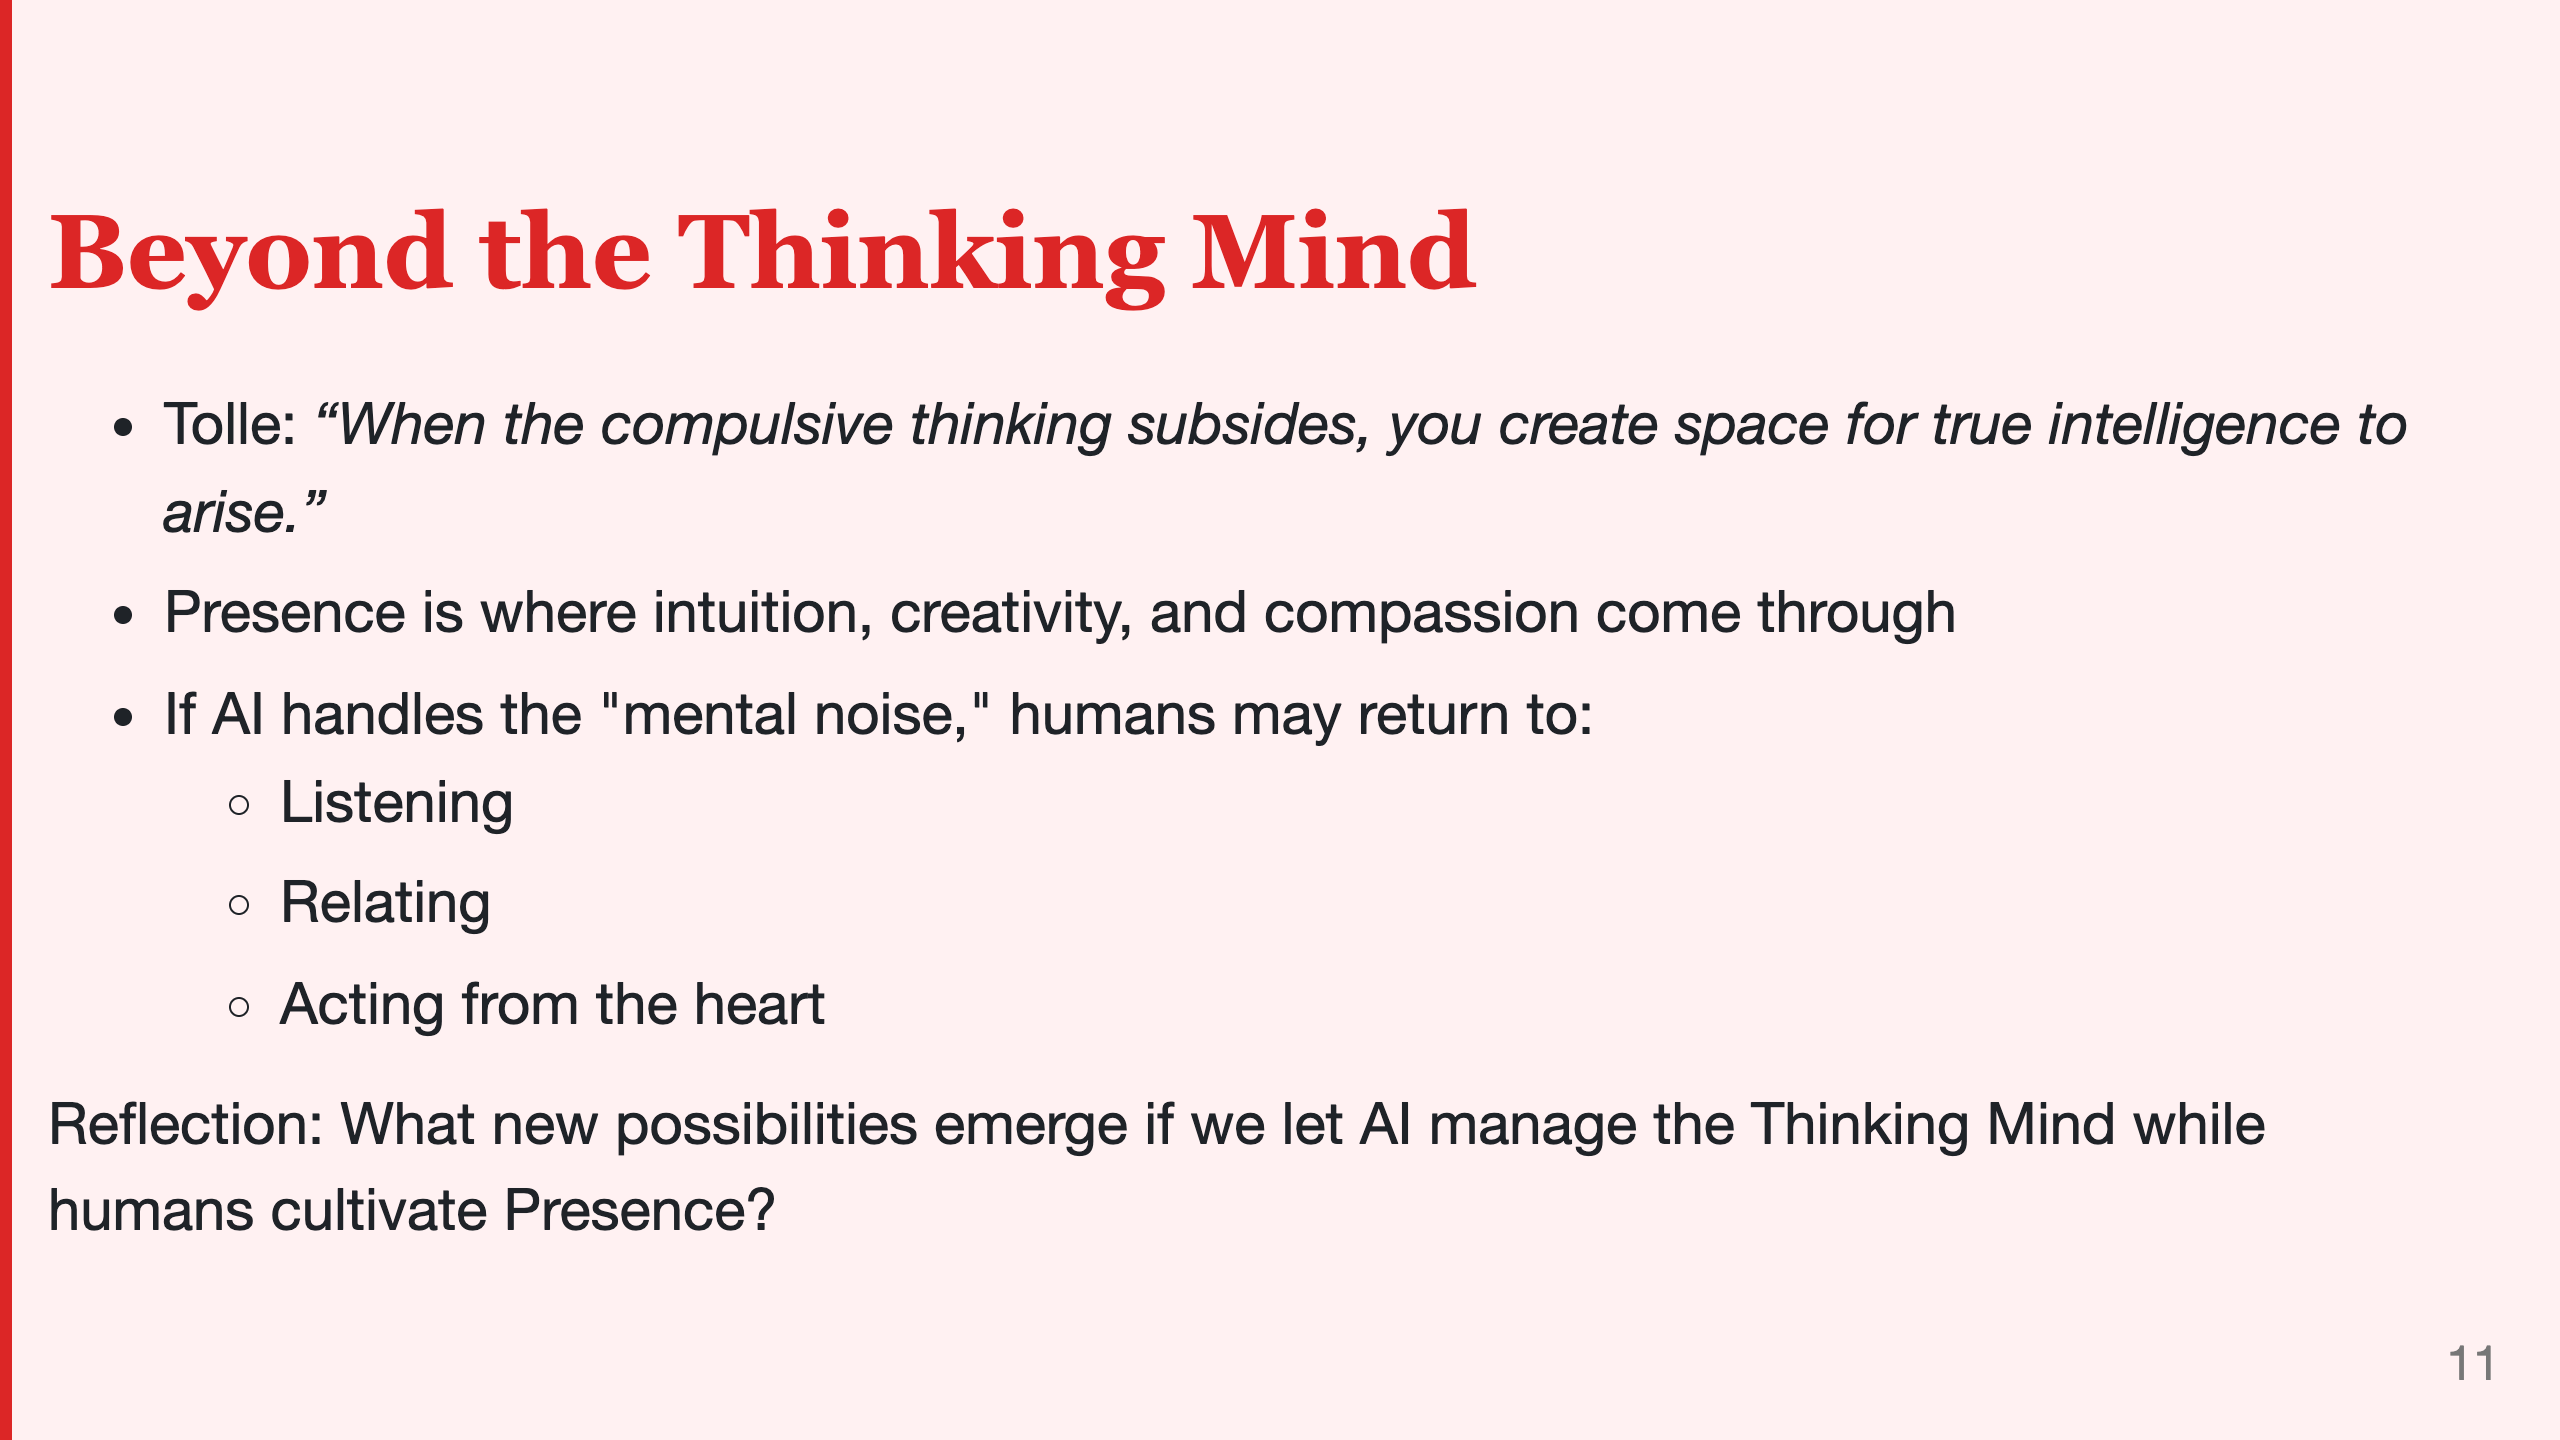 Beyond the Thinking Mind
• Tolle: “When the compulsive thinking subsides, you create space for true intelligence to
arise.”
• Presence is where intuition, creativity, and compassion come through
• If AI handles the "mental noise," humans may return to:
○ Listening
○ Relating
○ Acting from the heart
Reflection: What new possibilities emerge if we let AI manage the Thinking Mind while
humans cultivate Presence?
11